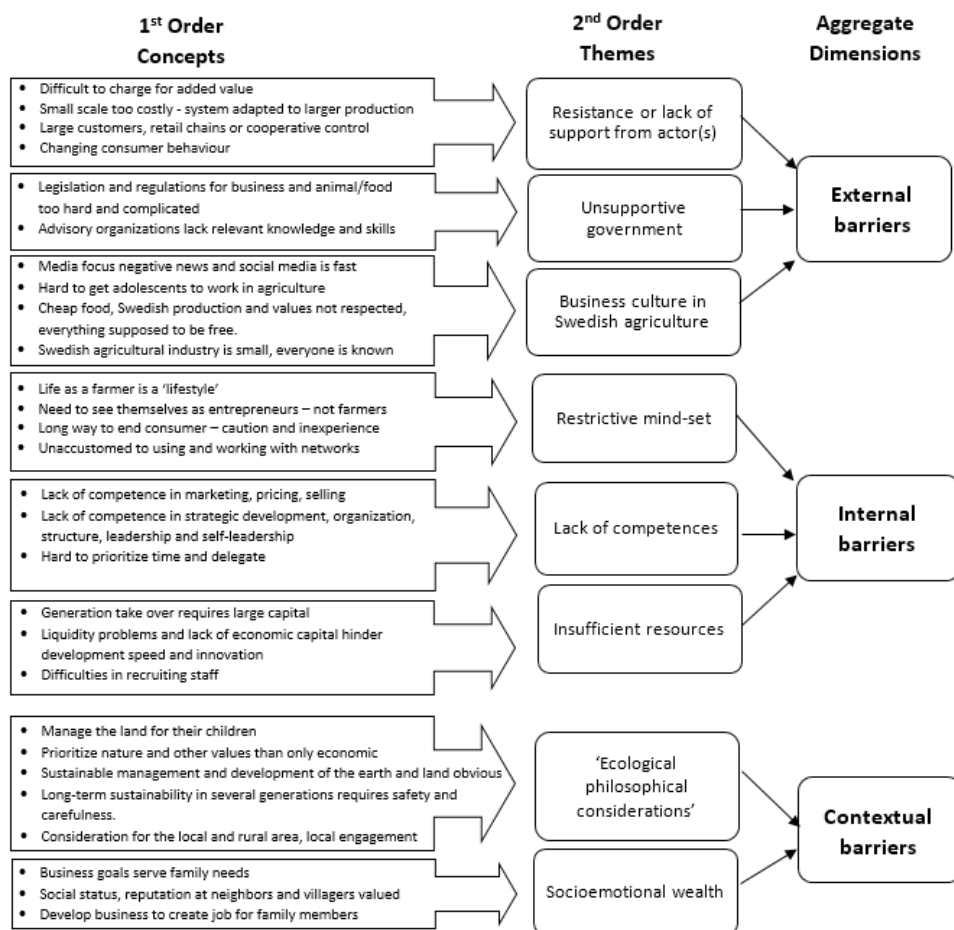 1st Order
Concepts
2nd Order
Themes
Aggregate
Dimensions
• Difficult to charge for added value
• Small scale too costly - system adapted to larger production
• Large customers, retail chains or cooperative control
• Changing consumer behaviour
Resistance or lack of
support from actor(s)
• Legislation and regulations for business and animal/food
too hard and complicated
• Advisory organizations lack relevant knowledge and skills
Unsupportive
government
External
barriers
• Media focus negative news and social media is fast
• Hard to get adolescents to work in agriculture
• Cheap food, Swedish production and values not respected,
everything supposed to be free.
• Swedish agricultural industry is small, everyone is known
Business culture in
Swedish agriculture
• Life as a farmer is a ‘lifestyle’
• Need to see themselves as entrepreneurs – not farmers
• Long way to end consumer – caution and inexperience
• Unaccustomed to using and working with networks
Restrictive mind-set
• Lack of competence in marketing, pricing, selling
• Lack of competence in strategic development, organization,
structure, leadership and self-leadership
• Hard to prioritize time and delegate
Lack of competences
Internal
barriers
• Generation take over requires large capital
• Liquidity problems and lack of economic capital hinder
development speed and innovation
• Difficulties in recruiting staff
Insufficient resources
• Manage the land for their children
• Prioritize nature and other values than only economic
• Sustainable management and development of the earth and land obvious
• Long-term sustainability in several generations requires safety and
carefulness.
• Consideration for the local and rural area, local engagement
‘Ecological
philosophical
considerations’
Contextual
barriers
• Business goals serve family needs
• Social status, reputation at neighbors and villagers valued
• Develop business to create job for family members
Socioemotional wealth